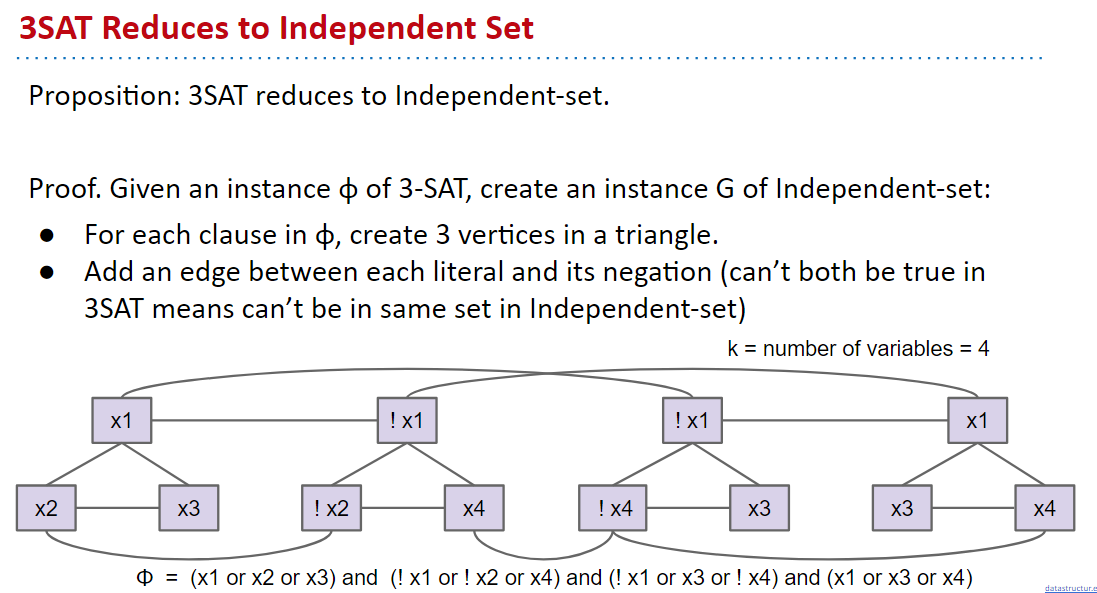 3SAT Reduces to Independent Set
Proposition: 3SAT reduces to Independent-set.
Proof. Given an instance ϕ of 3-SAT, create an instance G of Independent-set:
● For each clause in ϕ, create 3 vertices in a triangle.
● Add an edge between each literal and its negation (can’t both be true in
3SAT means can’t be in same set in Independent-set)
k = number of variables = 4
x1 ! x1 ! x1 x1
x2 x3 ! x2 x4 ! x4 x3 x3 x4
Φ = (x1 or x2 or x3) and (! x1 or ! x2 or x4) and (! x1 or x3 or ! x4) and (x1 or x3 or x4)
datastructur.e